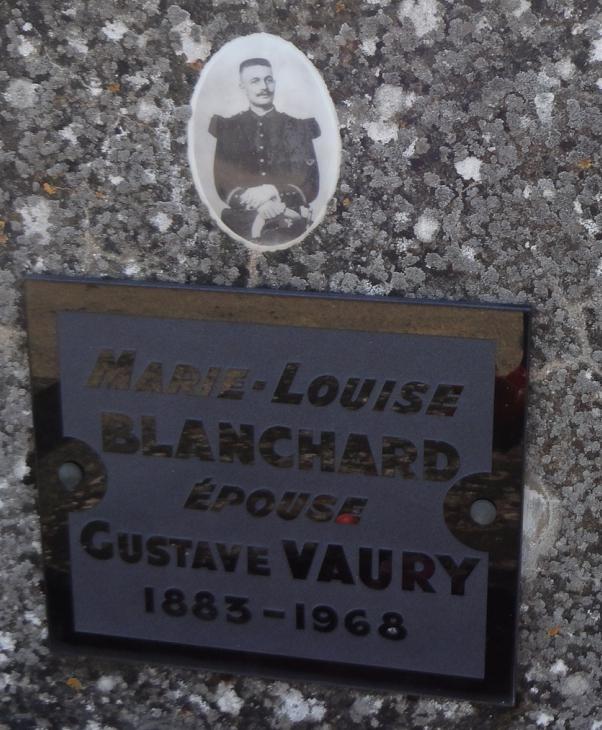 MARIE-LOUISE
BLANCHARD
ÉPOUSE
GUSTAVE VAURY
1883-1968